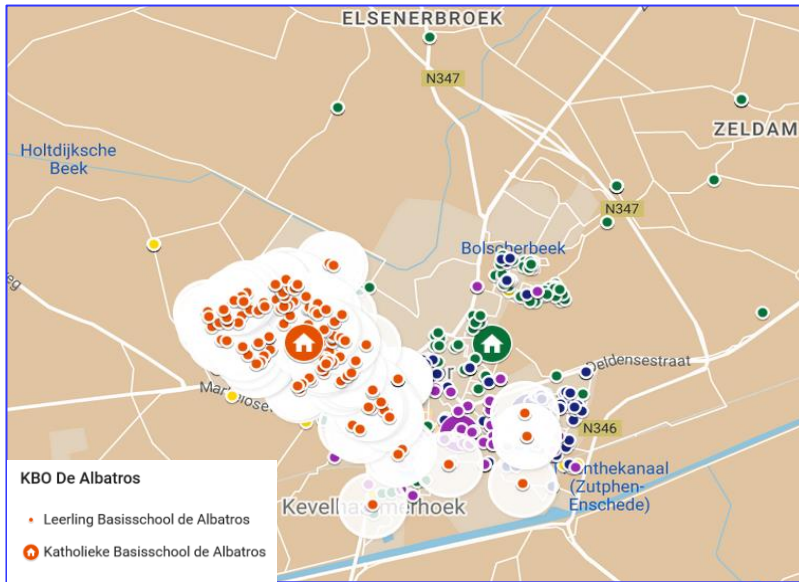 ELSENERBROEK
N347
ZELDAM
Holtdijksche
Beek
N347
Bolscherbeek
Deldensestraat
N346
(Zutphen-
Enschede)
KBO De Albatros
Leerling Basisschool de Albatros
Katholieke Basisschool de Albatros